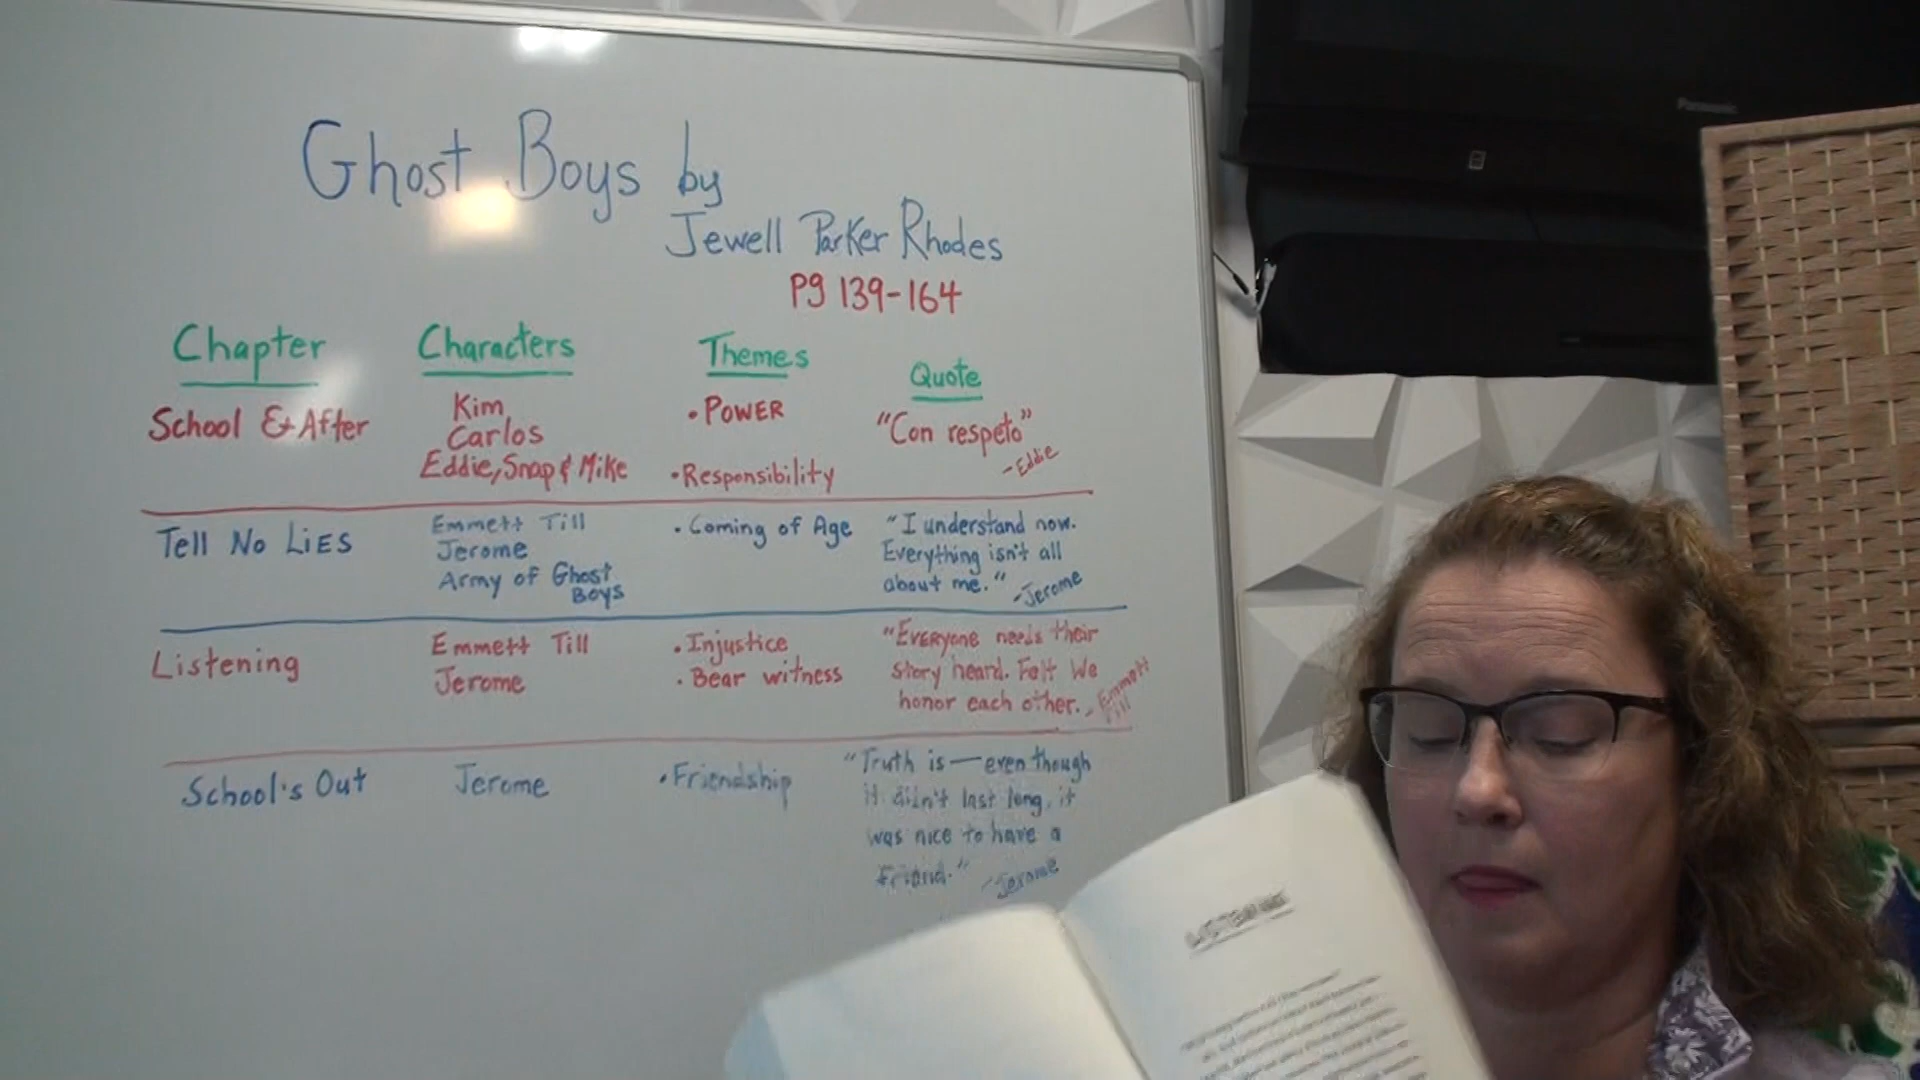 Ghost Boys by
Jewell Parker Rhodes
Pg 139-164
Chapter Characters Themes Quote
School & After
Kim
Carlos
Eddie, Snap & Mike
• POWER
• Responsibility
"Con respeto"
-Eddie
Tell No Lies
Emmett Till
Jerome
Army of Ghost
Boys
• Coming of Age
"I understand now.
Everything isn't all
about me."
-Jerome
Listening
Emmett Till
Jerome
• Injustice
• Bear witness
"Everyone needs their
story heard. Felt We
honor each other.
-Emmett
Till
School's Out
Jerome
• Friendship
"Truth is—even though
it didn't last long, it
was nice to have a
friend."
-Jerome
Panasonic
LISTENING